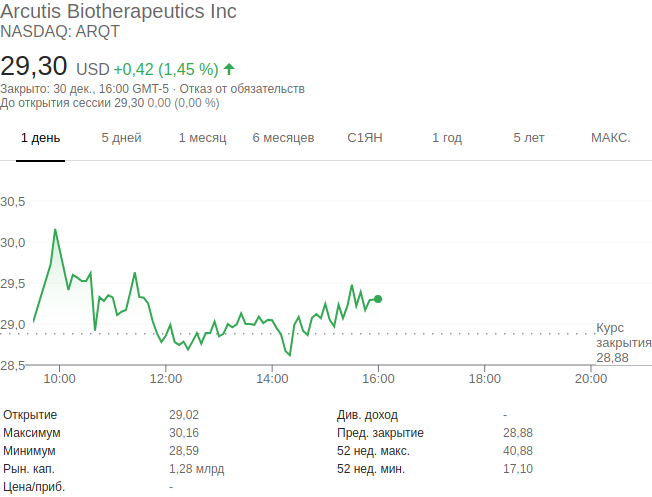 Arcutis Biotherapeutics Inc
NASDAQ: ARQT
29,30 USD +0,42 (1,45 %)
Закрыто: 30 дек., 16:00 GMT-5 · Отказ от обязательств
До открытия сессии 29,30 0,00 (0,00 %)
1 день 5 дней 1 месяц 6 месяцев С1ЯН 1 год 5 лет МАКС.
30,5
30,0
29,5
29,0
28,5
Курс
закрытия
28,88
10:00 12:00 14:00 16:00 18:00 20:00
Открытие 29,02 Див. доход -
Максимум 30,16 Пред. закрытие 28,88
Минимум 28,59 52 нед. макс. 40,88
Рын. кап. 1,28 млрд 52 нед. мин. 17,10
Цена/приб. -